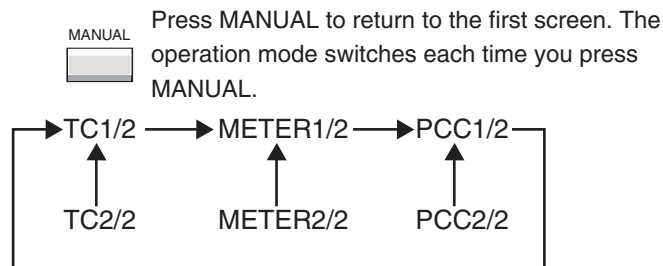 Press MANUAL to return to the first screen. The
MANUAL
operation mode switches each time you press
MANUAL.
TC1/2 METER1/2 PCC1/2
TC2/2 METER2/2 PCC2/2